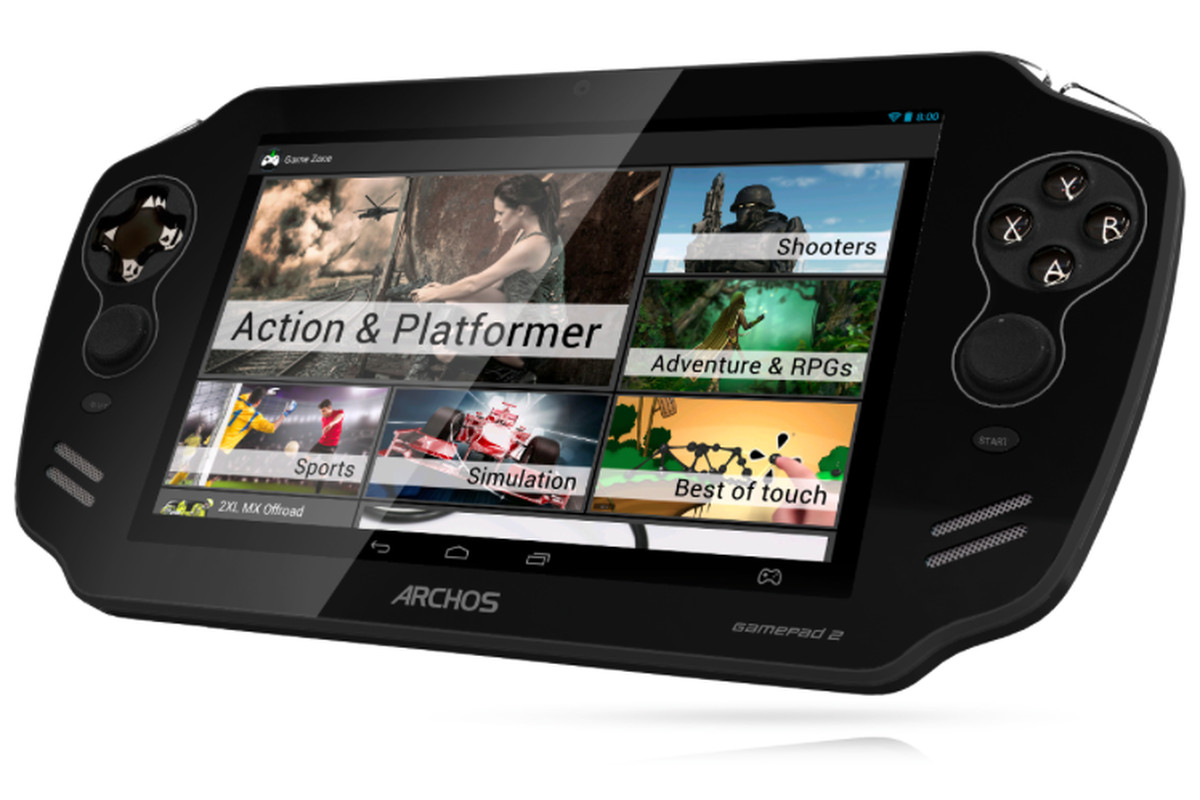 8:00
Game Zone
Y
X
Action & Platformer
Shooters
Adventure & RPGs
A
Sports
Simulation
Best of touch
START
2XL MX Offroad
ARCHOS
GAMEPAD 2